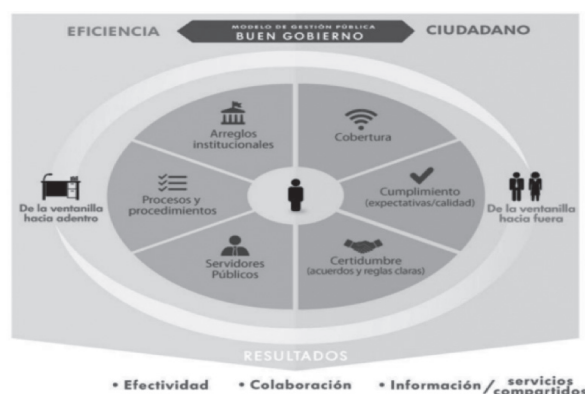 EFICIENCIA
MODELO DE GESTIÓN PÚBLICA
BUEN GOBIERNO
CIUDADANO
Arreglos
institucionales
Cobertura
De la ventanilla
hacia adentro
Procesos y
procedimientos
Cumplimiento
(expectativas/calidad)
De la ventanilla
hacia fuera
Servidores
Públicos
Certidumbre
(acuerdos y reglas claras)
RESULTADOS
• Efectividad • Colaboración • Información / servicios
compartidos